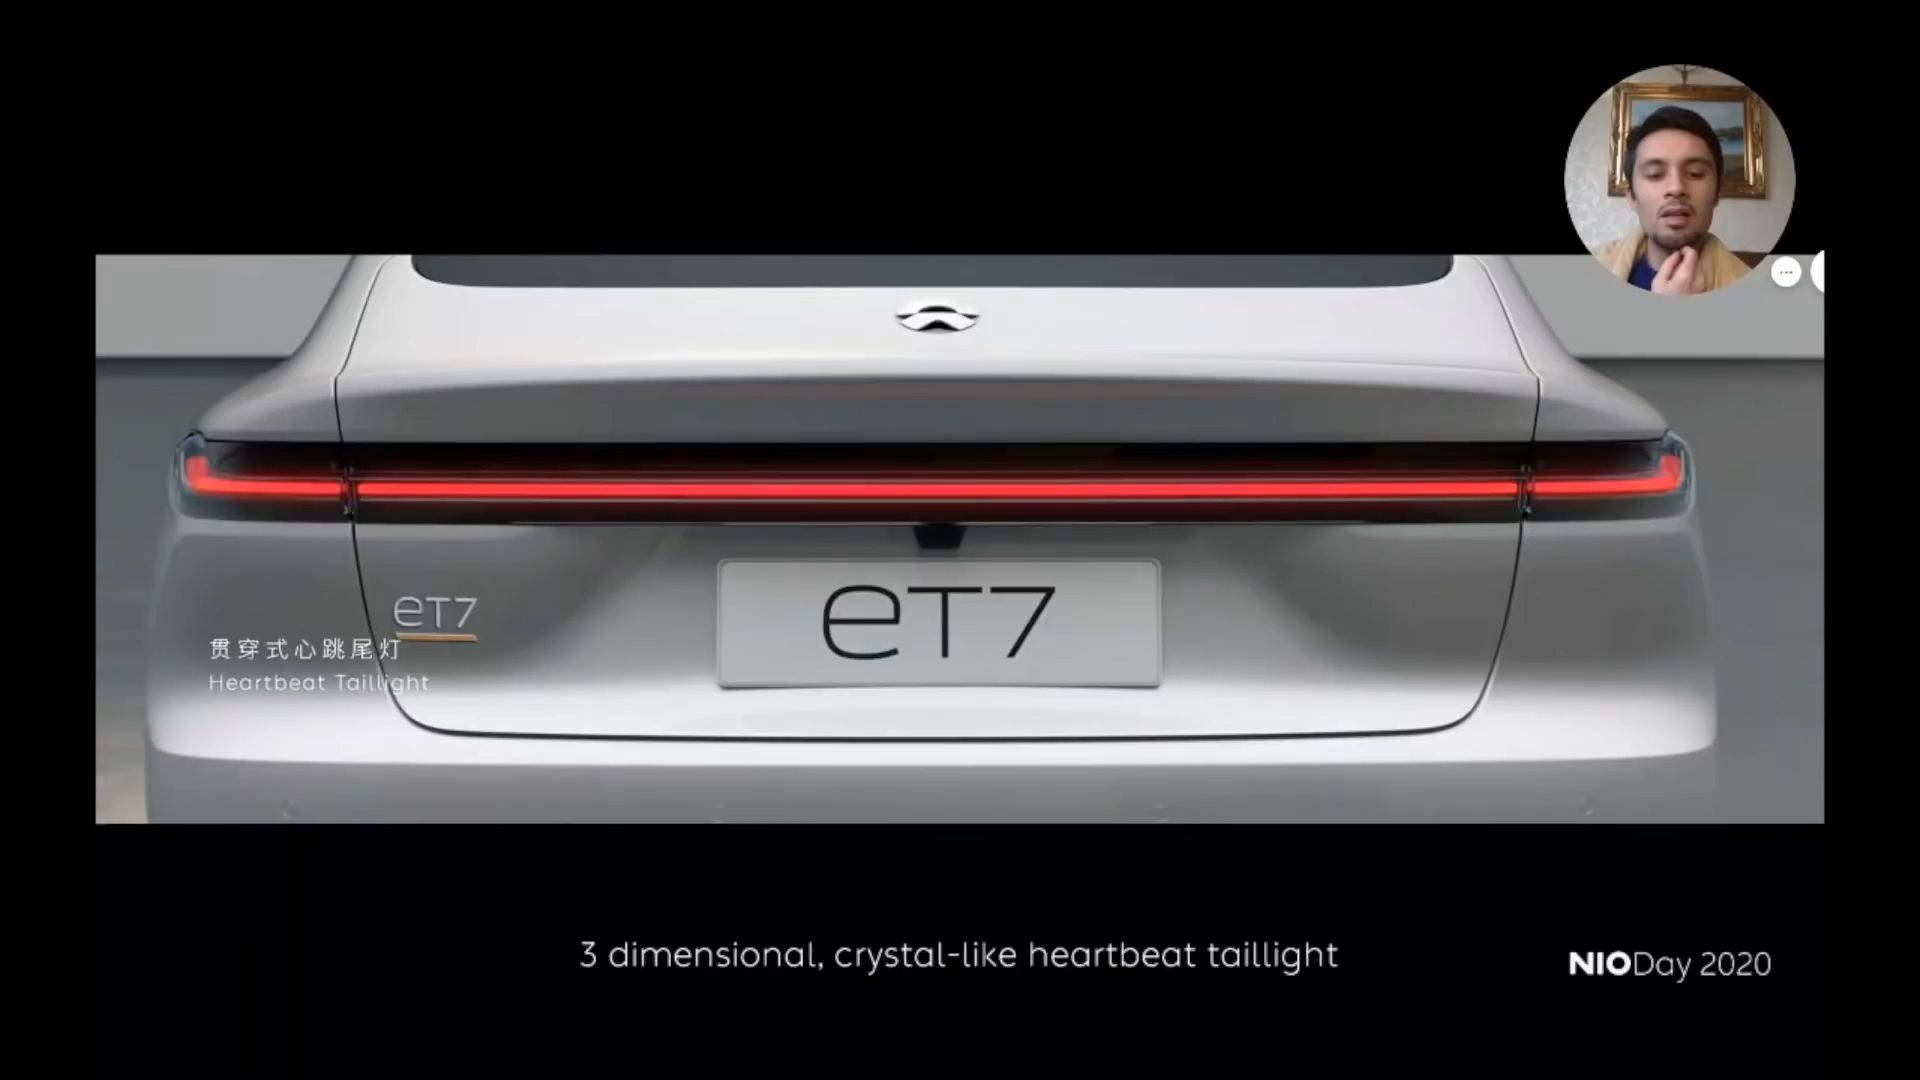 eT7
eT7
贯穿式心跳尾灯
Heartbeat Taillight
3 dimensional, crystal-like heartbeat taillight
NIODay 2020